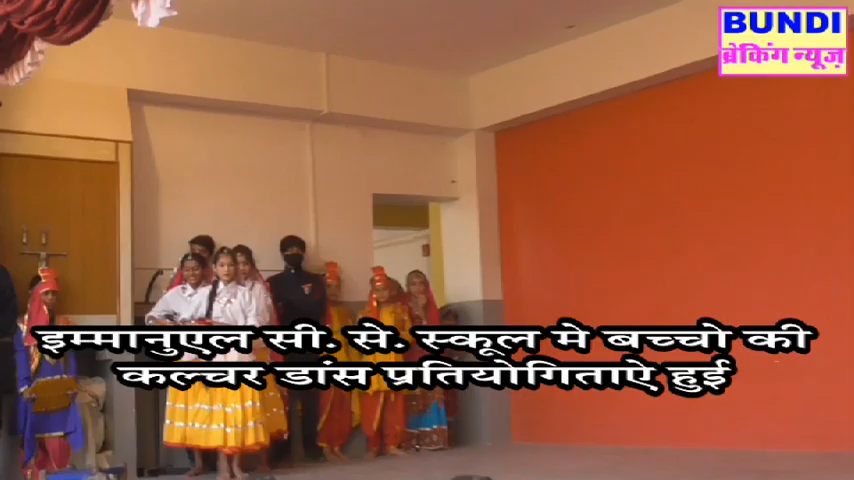 BUNDI
ब्रेकिंग न्यूज़
इम्मानुएल सी. से. स्कूल मे बच्चो की
कल्चर डांस प्रतियोगिताऐ हुई